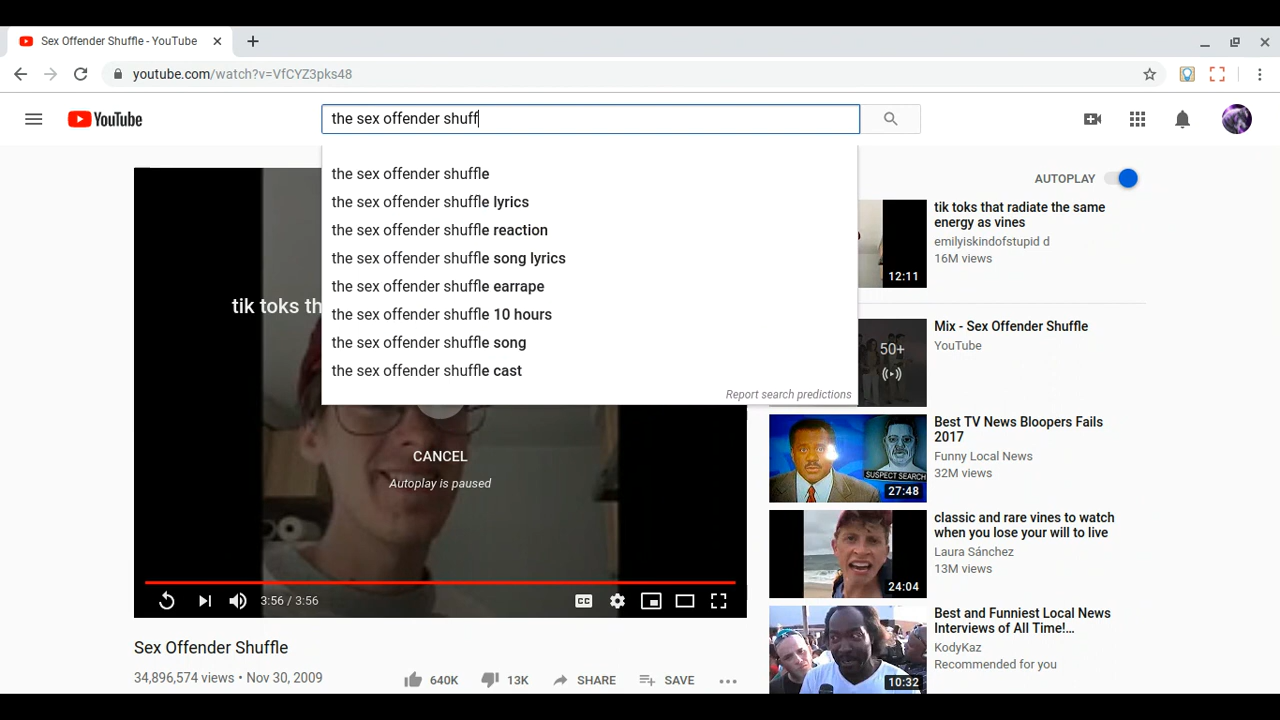 Sex Offender Shuffle - YouTube
youtube.com/watch?v=VfCYZ3pks48
YouTube
the sex offender shuff
the sex offender shuffle
the sex offender shuffle lyrics
the sex offender shuffle reaction
the sex offender shuffle song lyrics
the sex offender shuffle earrape
the sex offender shuffle 10 hours
the sex offender shuffle song
the sex offender shuffle cast
Report search predictions
tik toks th
CANCEL
Autoplay is paused
3:56 / 3:56
CC
Sex Offender Shuffle
34,896,574 views • Nov 30, 2009
640K
13K
SHARE
SAVE
AUTOPLAY
12:11
tik toks that radiate the same
energy as vines
emilyiskindofstupid d
16M views
50+
Mix - Sex Offender Shuffle
YouTube
SUSPECT SEARCH
27:48
Best TV News Bloopers Fails
2017
Funny Local News
32M views
24:04
classic and rare vines to watch
when you lose your will to live
Laura Sánchez
13M views
10:32
Best and Funniest Local News
Interviews of All Time!...
KodyKaz
Recommended for you